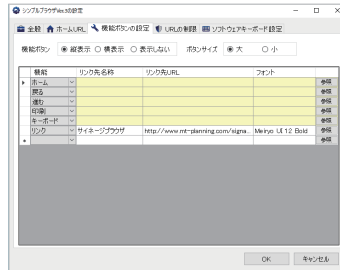 シンプルブラウザVer.3の設定
全般 ホームURL 機能ボタンの設定 URLの制限 ソフトウェアキーボード設定
機能ボタン 縦表示 横表示 表示しない ボタンサイズ 大 小
機能 リンク先名称 リンク先URL フォント
ホーム 参照
戻る 参照
進む 参照
印刷 参照
キーボード 参照
リンク サイネージブラウザ http://www.mt-planning.com/signa... Meiryo UI 12 Bold 参照
参照
OK キャンセル